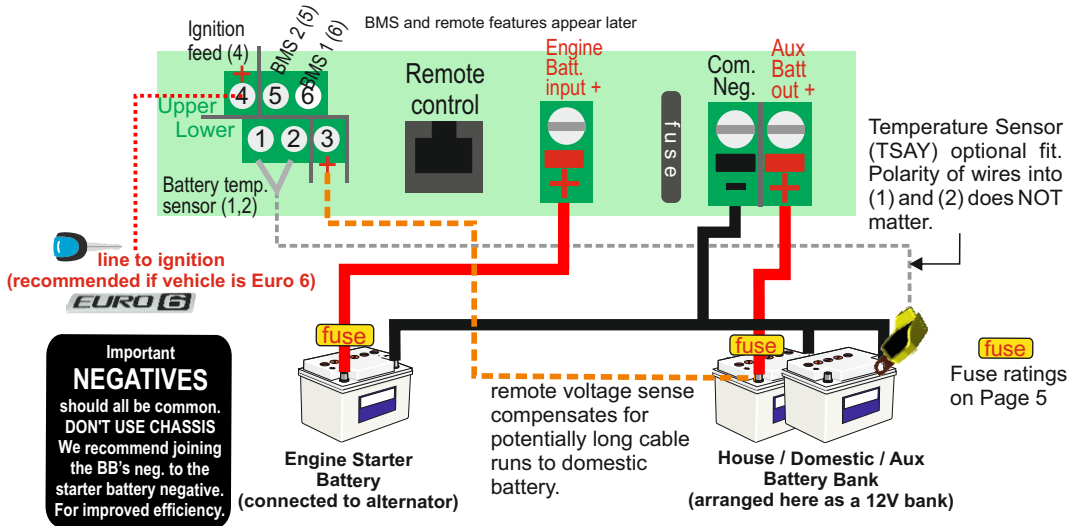 BMS and remote features appear later
Ignition
feed (4)
BMS 2 (5)
BMS 1 (6)
+
4 5 6
Upper
Lower
1 2 3
+
Battery temp.
sensor (1,2)
Remote
control
Engine
Batt.
input +
+
fuse
Com.
Neg.
-
Aux
Batt
out +
+
Temperature Sensor
(TSAY) optional fit.
Polarity of wires into
(1) and (2) does NOT
matter.
line to ignition
(recommended if vehicle is Euro 6)
EURO 6
Important
NEGATIVES
should all be common.
DON'T USE CHASSIS
We recommend joining
the BB's neg. to the
starter battery negative.
For improved efficiency.
fuse
Engine Starter
Battery
(connected to alternator)
remote voltage sense
compensates for
potentially long cable
runs to domestic
battery.
fuse
House / Domestic / Aux
Battery Bank
(arranged here as a 12V bank)
fuse
Fuse ratings
on Page 5